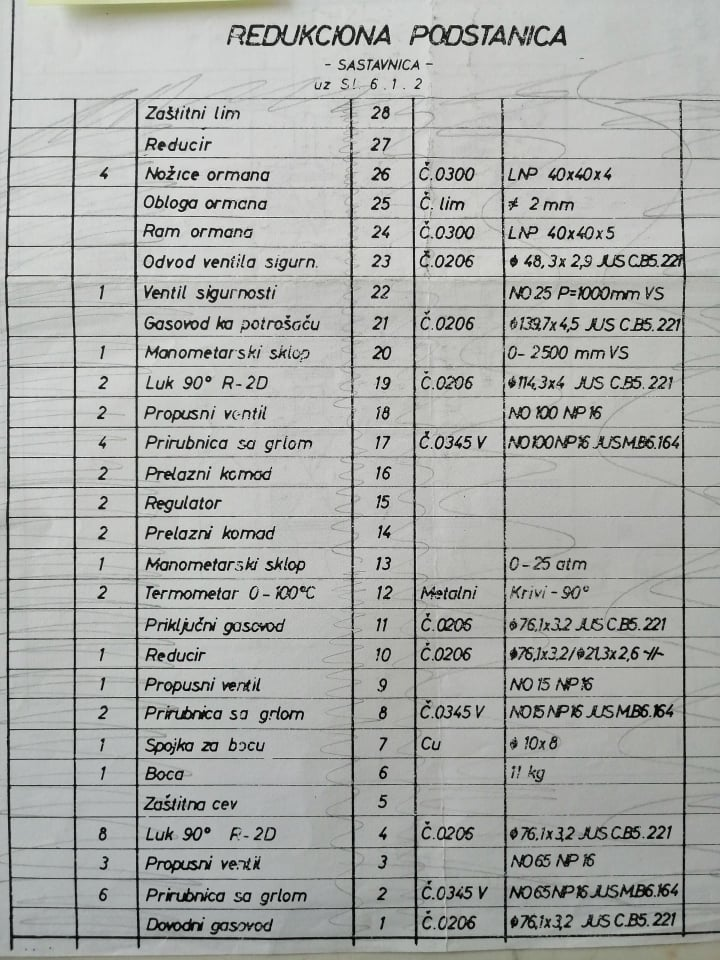 REDUKCIONA PODSTANICA
- SASTAVNICA -
uz Sl. 6.1.2
Zaštitni lim 28
Reducir 27
4 Nožice ormana 26 Č.0300 LNP 40x40x4
Obloga ormana 25 Č. lim ≠ 2 mm
Ram ormana 24 Č.0300 LNP 40x40x5
Odvod ventila sigurn. 23 Č.0206 ϕ 48,3x2,9 JUS C.B5.221
1 Ventil sigurnosti 22 NO 25 P=1000mm VS
Gasovod ka potrošaču 21 Č.0206 ϕ139,7x4,5 JUS C.B5.221
1 Manometarski sklop 20 0-2500 mm VS
2 Luk 90° R-2D 19 Č.0206 ϕ114,3x4 JUS C.B5.221
2 Propusni ventil 18 NO 100 NP 16
4 Prirubnica sa grlom 17 Č.0345 V NO100 NP16 JUS M.B6.164
2 Prelazni komad 16
2 Regulator 15
2 Prelazni komad 14
1 Manometarski sklop 13 0-25 atm
2 Termometar 0-100°C 12 Metalni Krivi - 90°
Priključni gasovod 11 Č.0206 ϕ76,1x3,2 JUS C.B5.221
1 Reducir 10 Č.0206 ϕ76,1x3,2/ϕ21,3x2,6 -//-
1 Propusni ventil 9 NO 15 NP 16
2 Prirubnica sa grlom 8 Č.0345 V NO15 NP16 JUS M.B6.164
1 Spojka za bocu 7 Cu ϕ 10x8
1 Boca 6 11 kg
Zaštitna cev 5
8 Luk 90° R-2D 4 Č.0206 ϕ76,1x3,2 JUS C.B5.221
3 Propusni ventil 3 NO 65 NP 16
6 Prirubnica sa grlom 2 Č.0345 V NO65 NP16 JUS M.B6.164
Dovodni gasovod 1 Č.0206 ϕ76,1x3,2 JUS C.B5.221